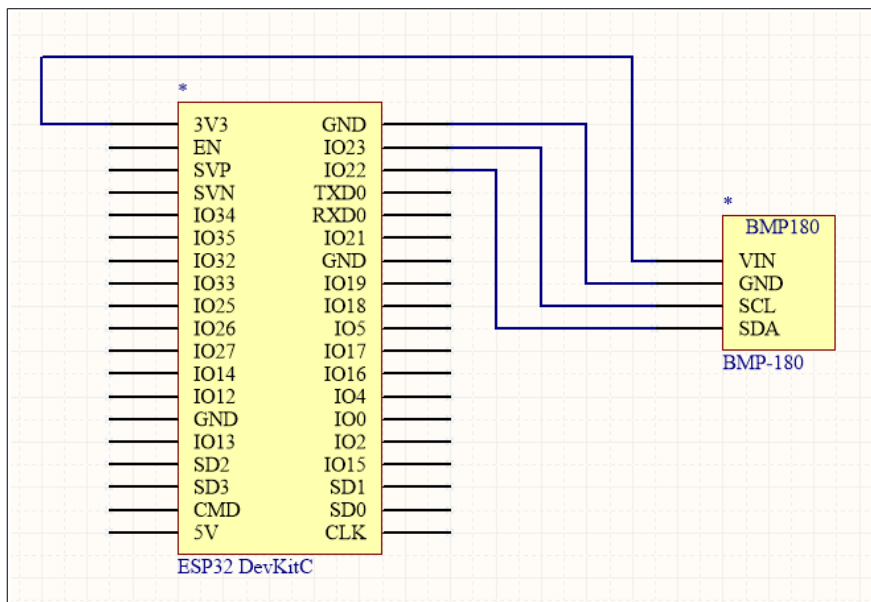 *
3V3 GND
EN IO23
SVP IO22
SVN TXD0
IO34 RXD0
IO35 IO21
IO32 GND
IO33 IO19
IO25 IO18
IO26 IO5
IO27 IO17
IO14 IO16
IO12 IO4
GND IO0
IO13 IO2
SD2 IO15
SD3 SD1
CMD SD0
5V CLK
ESP32 DevKitC
*
BMP180
VIN
GND
SCL
SDA
BMP-180